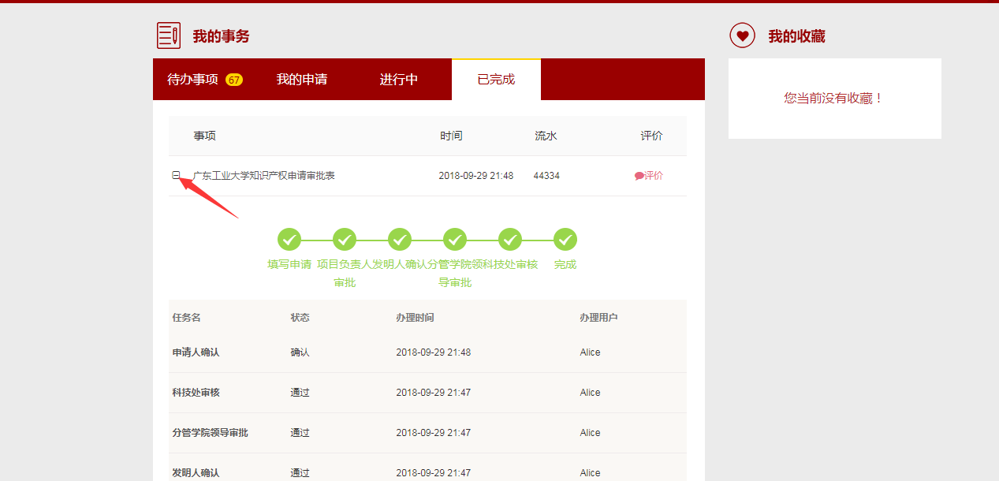 我的事务
我的收藏
待办事项 67 我的申请 进行中 已完成
您当前没有收藏！
事项 时间 流水 评价
广东工业大学知识产权申请审批表 2018-09-29 21:48 44334 评价
填写申请 项目负责人审批 发明人确认 分管学院领导审批 科技处审核 完成
任务名 状态 办理时间 办理用户
申请人确认 确认 2018-09-29 21:48 Alice
科技处审核 通过 2018-09-29 21:47 Alice
分管学院领导审批 通过 2018-09-29 21:47 Alice
发明人确认 通过 2018-09-29 21:47 Alice